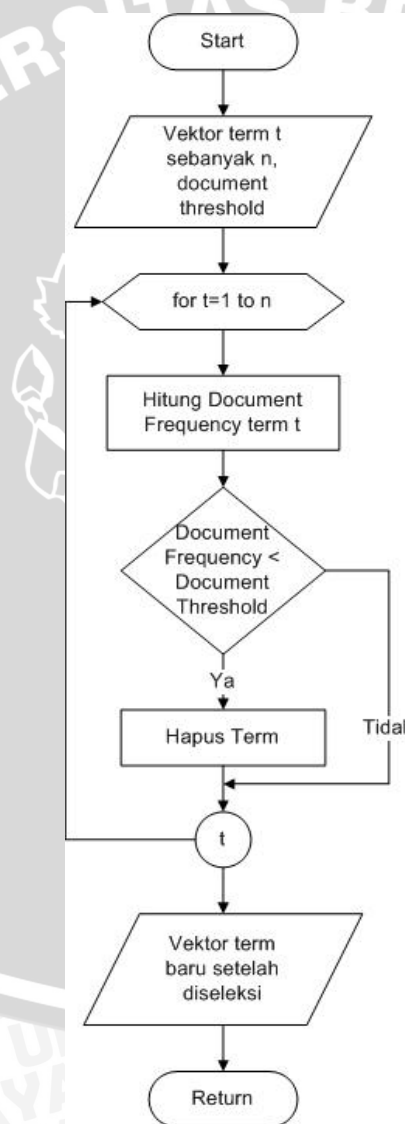 Start
Vektor term t
sebanyak n,
document
threshold
for t=1 to n
Hitung Document
Frequency term t
Document
Frequency <
Document
Threshold
Ya
Hapus Term
Tidak
t
Vektor term
baru setelah
diseleksi
Return